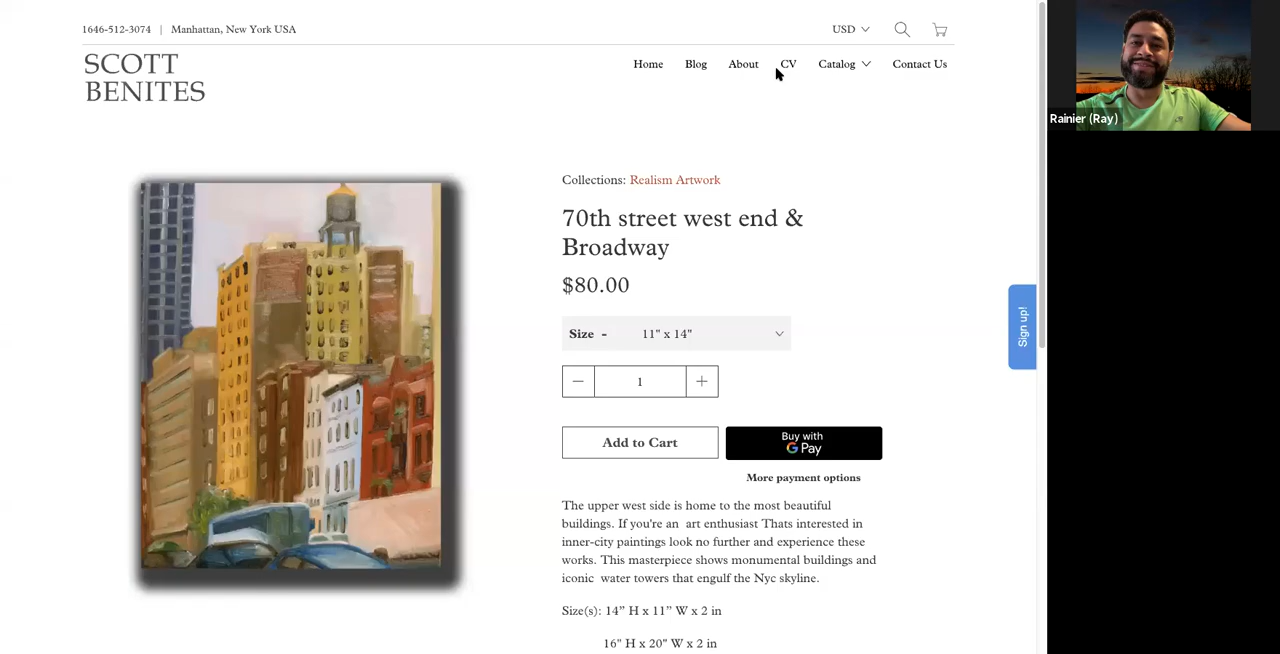 1646-512-3074 | Manhattan, New York USA
USD
SCOTT
BENITES
Home Blog About CV Catalog Contact Us
Rainier (Ray)
Collections: Realism Artwork
70th street west end &
Broadway
$80.00
Size - 11" x 14"
1
Add to Cart
Buy with
G Pay
More payment options
Sign up!
The upper west side is home to the most beautiful
buildings. If you're an art enthusiast Thats interested in
inner-city paintings look no further and experience these
works. This masterpiece shows monumental buildings and
iconic water towers that engulf the Nyc skyline.
Size(s): 14” H x 11” W x 2 in
16" H x 20" W x 2 in